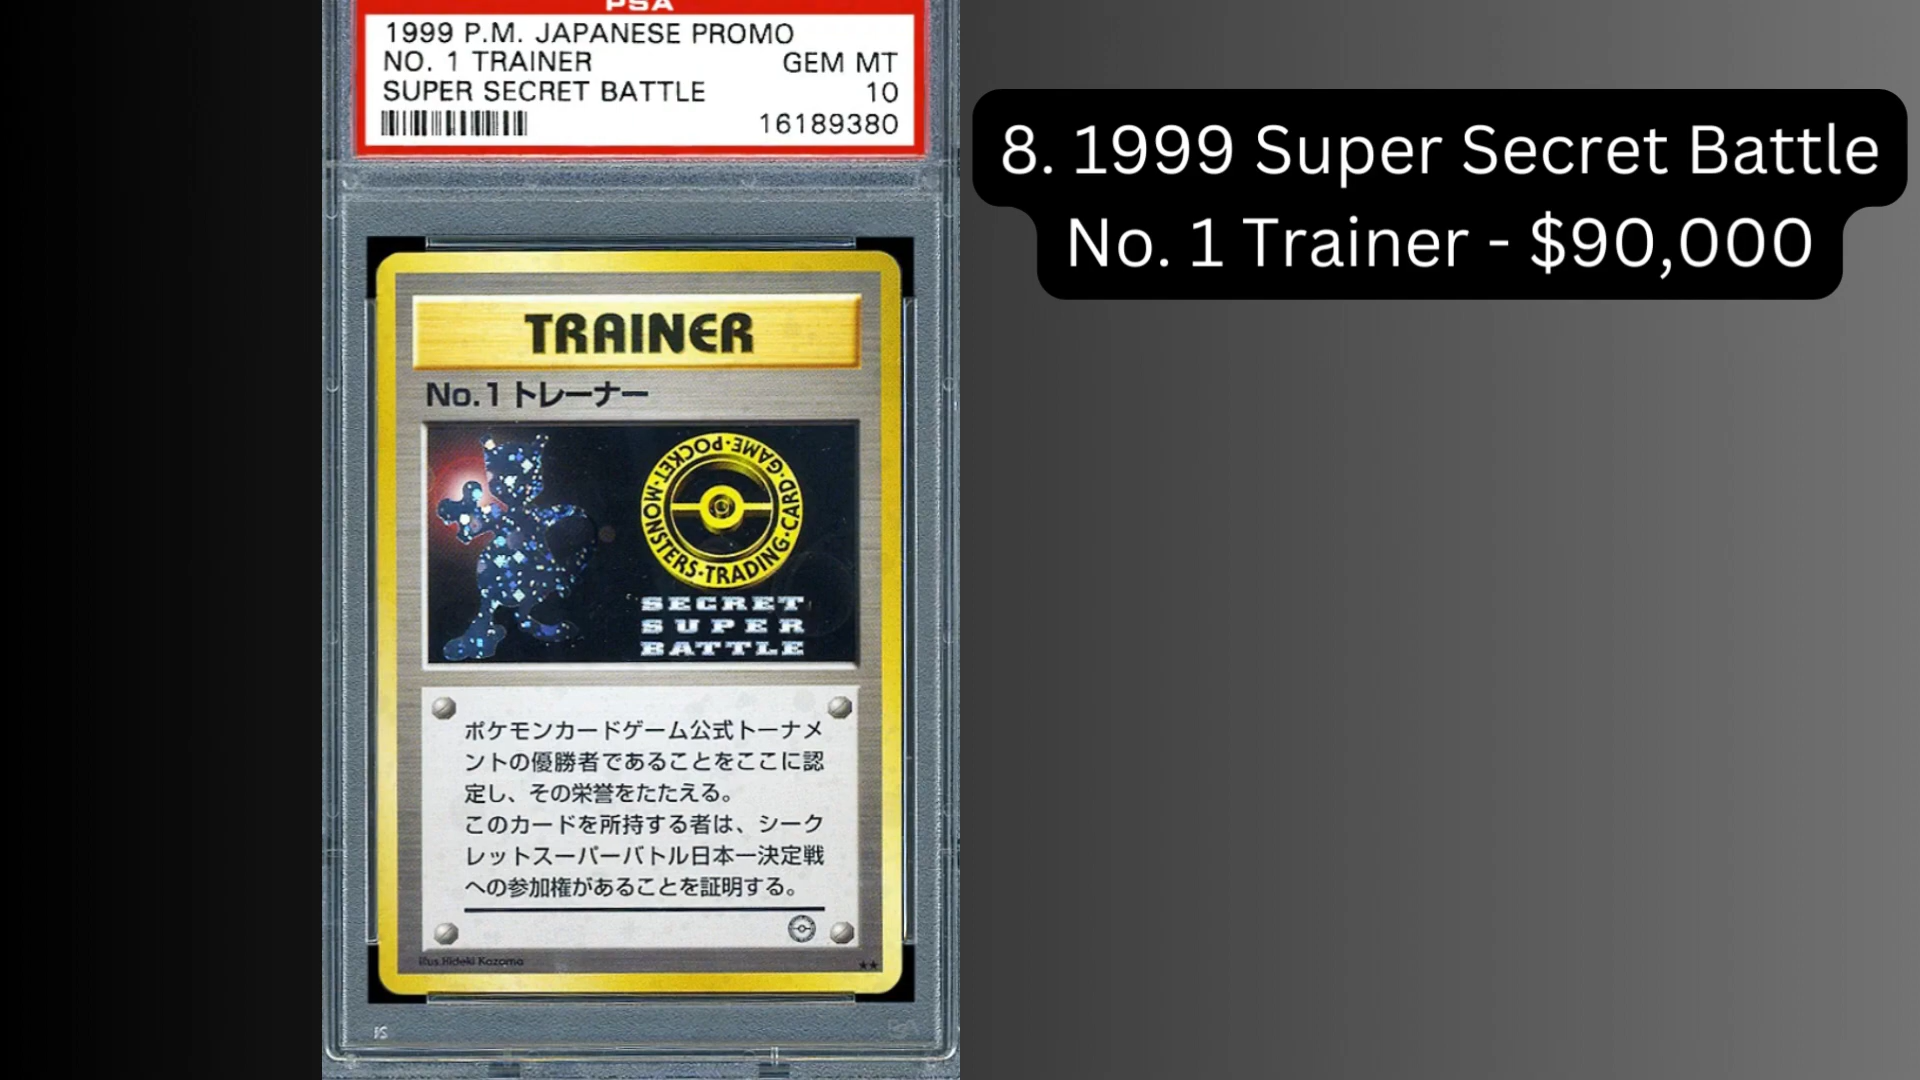 PSA
1999 P.M. JAPANESE PROMO
NO. 1 TRAINER GEM MT
SUPER SECRET BATTLE 10
16189380
TRAINER
No.1 トレーナー
POCKET·MONSTERS·TRADING·CARD·GAME·
SECRET
SUPER
BATTLE
ポケモンカードゲーム公式トーナメ
ントの優勝者であることをここに認
定し、その栄誉をたたえる。
このカードを所持する者は、シーク
レットスーパーバトル日本一決定戦
への参加権があることを証明する。
illus.Hideki Kazama
8. 1999 Super Secret Battle
No. 1 Trainer - $90,000